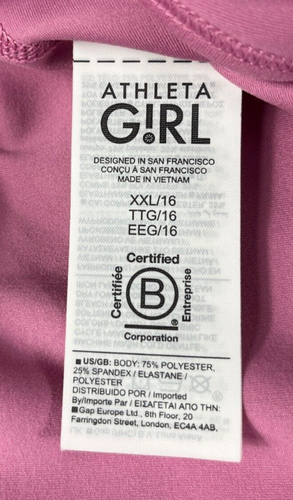 ATHLETA
G!RL
DESIGNED IN SAN FRANCISCO
CONÇU À SAN FRANCISCO
MADE IN VIETNAM
XXL/16
TTG/16
EEG/16
Certified
Certifiée
B
Entreprise
Corporation
■ US/GB: BODY: 75% POLYESTER,
25% SPANDEX / ELASTANE /
POLYESTER
DISTRIBUIDO POR / Imported
By/Importe Par / ΕΙΣΑΓΕΤΑΙ ΑΠΟ ΤΗΝ:
■ Gap Europe Ltd., 8th Floor, 20
Farringdon Street, London, EC4A 4AB,